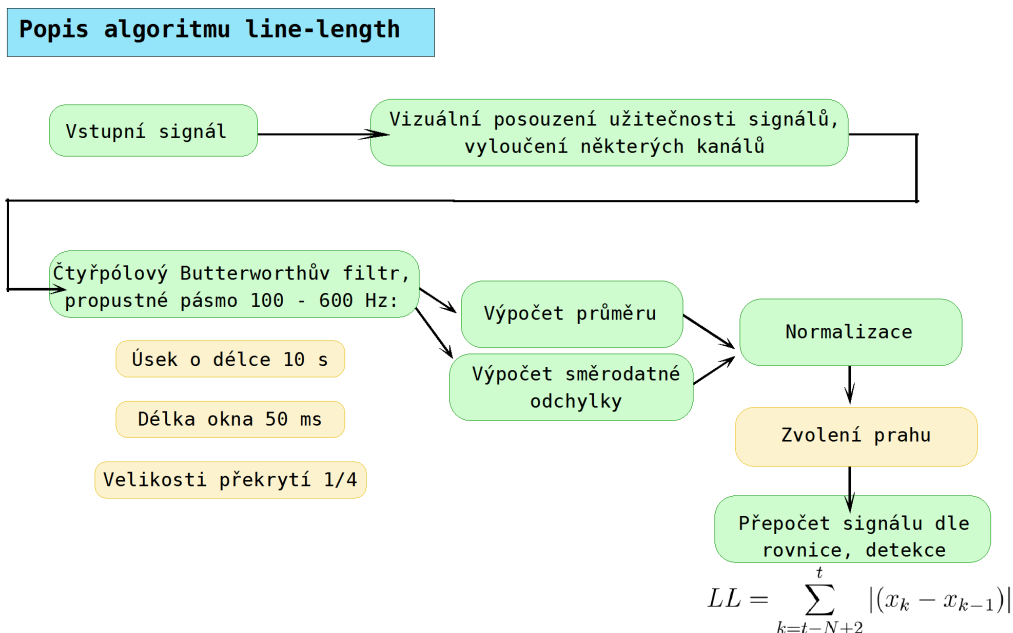 Popis algoritmu line-length
Vstupní signál
Vizuální posouzení užitečnosti signálů,
vyloučení některých kanálů
Čtyřpólový Butterworthův filtr,
propustné pásmo 100 - 600 Hz:
Úsek o délce 10 s
Délka okna 50 ms
Velikosti překrytí 1/4
Výpočet průměru
Výpočet směrodatné
odchylky
Normalizace
Zvolení prahu
Přepočet signálu dle
rovnice, detekce
$LL = \sum_{k=t-N+2}^{t} |(x_k - x_{k-1})|$